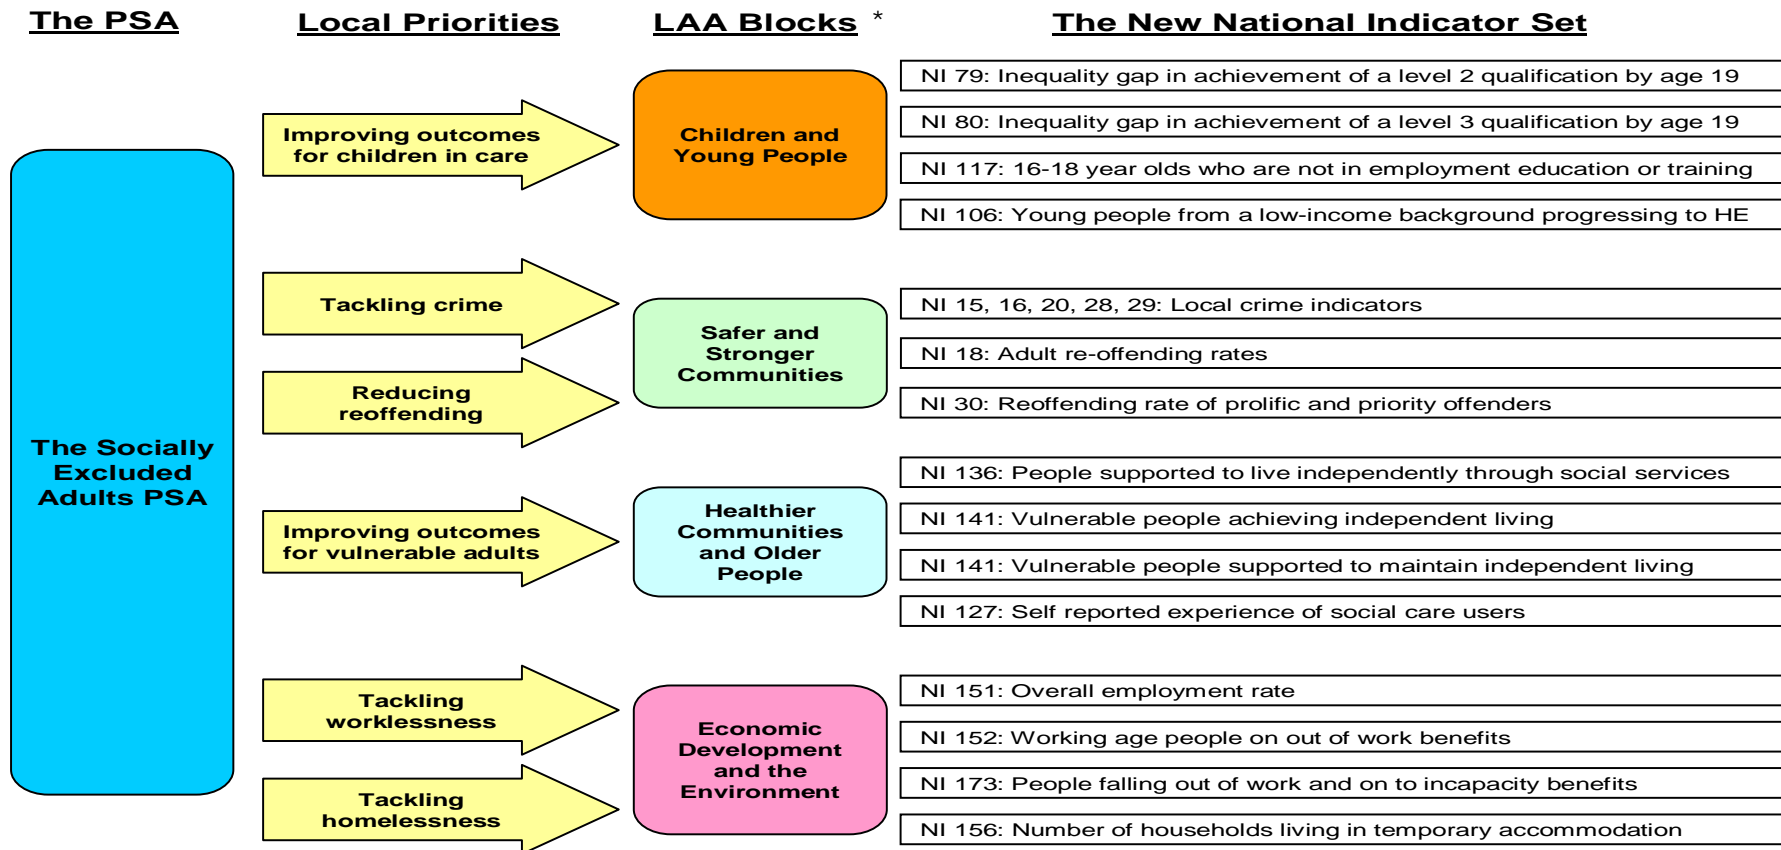 The PSA
Local Priorities
LAA Blocks *
The New National Indicator Set
The Socially
Excluded
Adults PSA
Improving outcomes
for children in care
Children and
Young People
NI 79: Inequality gap in achievement of a level 2 qualification by age 19
NI 80: Inequality gap in achievement of a level 3 qualification by age 19
NI 117: 16-18 year olds who are not in employment education or training
NI 106: Young people from a low-income background progressing to HE
Tackling crime
Reducing
reoffending
Safer and
Stronger
Communities
NI 15, 16, 20, 28, 29: Local crime indicators
NI 18: Adult re-offending rates
NI 30: Reoffending rate of prolific and priority offenders
Improving outcomes
for vulnerable adults
Healthier
Communities
and Older
People
NI 136: People supported to live independently through social services
NI 141: Vulnerable people achieving independent living
NI 141: Vulnerable people supported to maintain independent living
NI 127: Self reported experience of social care users
Tackling
worklessness
Tackling
homelessness
Economic
Development
and the
Environment
NI 151: Overall employment rate
NI 152: Working age people on out of work benefits
NI 173: People falling out of work and on to incapacity benefits
NI 156: Number of households living in temporary accommodation